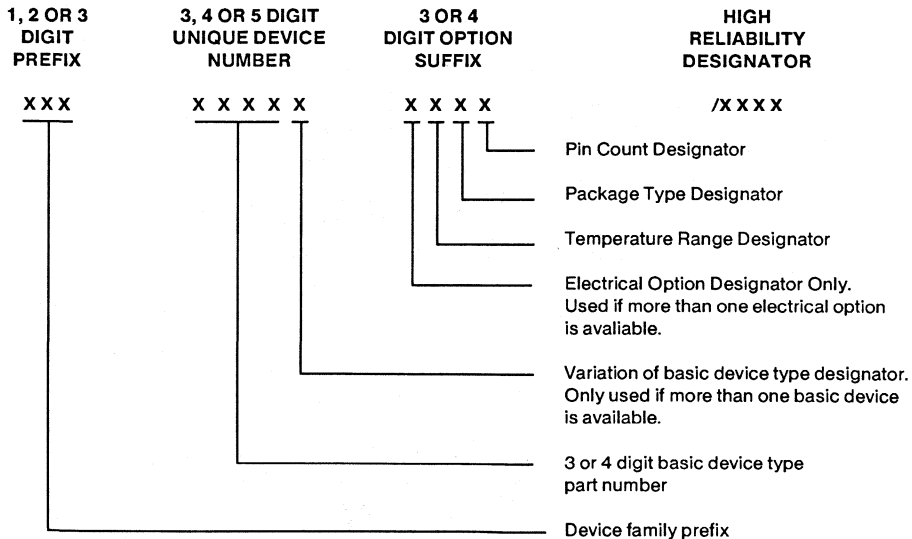 1, 2 OR 3
DIGIT
PREFIX
3, 4 OR 5 DIGIT
UNIQUE DEVICE
NUMBER
3 OR 4
DIGIT OPTION
SUFFIX
HIGH
RELIABILITY
DESIGNATOR
X X X
X X X X X
X X X X
/X X X X
Pin Count Designator
Package Type Designator
Temperature Range Designator
Electrical Option Designator Only.
Used if more than one electrical option
is avaliable.
Variation of basic device type designator.
Only used if more than one basic device
is available.
3 or 4 digit basic device type
part number
Device family prefix